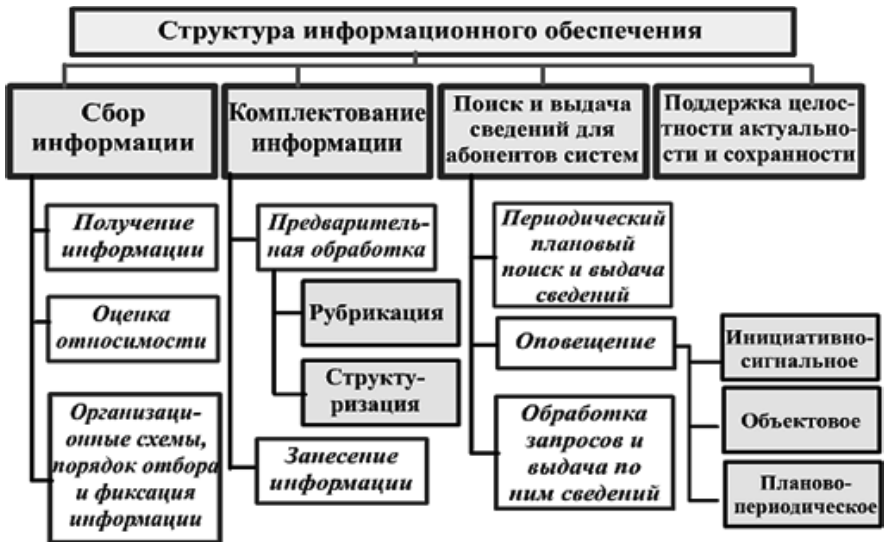 Структура информационного обеспечения
Сбор
информации
Получение
информации
Оценка
относимости
Организаци-
онные схемы,
порядок отбора
и фиксация
информации
Комплектование
информации
Предваритель-
ная обработка
Рубрикация
Структу-
ризация
Занесение
информации
Поиск и выдача
сведений для
абонентов систем
Периодический
плановый
поиск и выдача
сведений
Оповещение
Инициативно-
сигнальное
Объектовое
Планово-
периодическое
Обработка
запросов и
выдача по
ним сведений
Поддержка целос-
тности актуально-
сти и сохранности